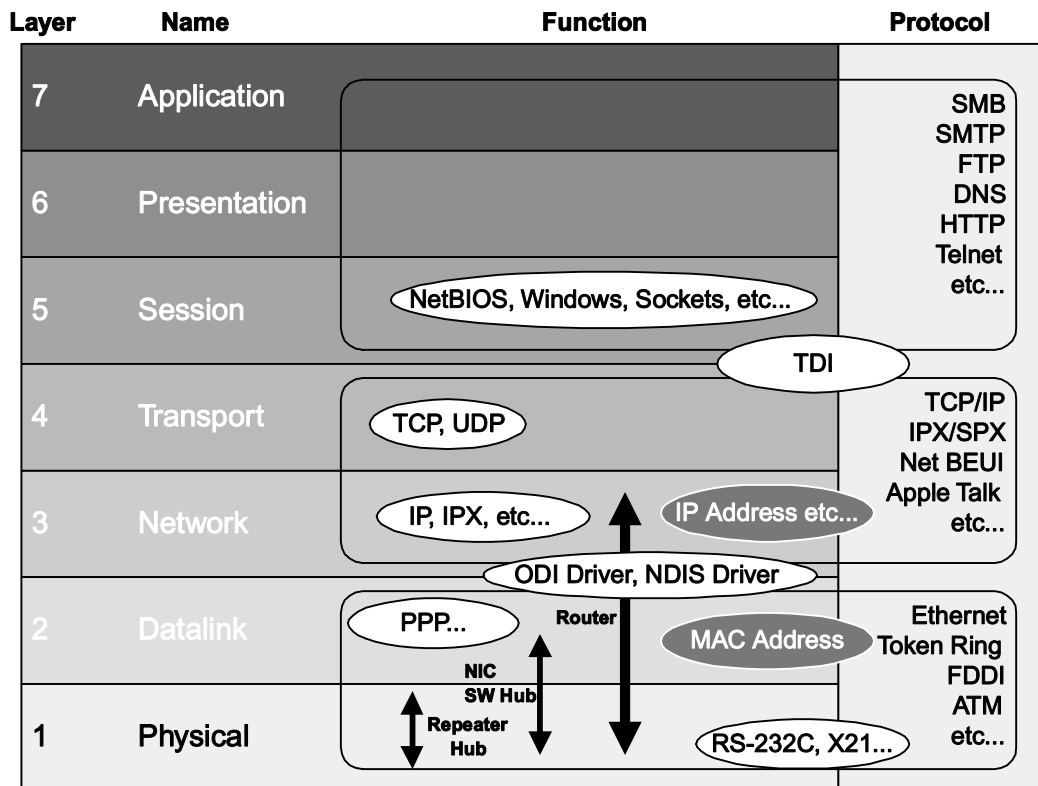 Layer Name Function Protocol
7 Application
SMB
SMTP
FTP
DNS
HTTP
Telnet
etc...
6 Presentation
5 Session
NetBIOS, Windows, Sockets, etc...
TDI
4 Transport
TCP, UDP
TCP/IP
IPX/SPX
Net BEUI
Apple Talk
etc...
3 Network
IP, IPX, etc...
IP Address etc...
ODI Driver, NDIS Driver
2 Datalink
PPP...
Router
MAC Address
Ethernet
Token Ring
FDDI
ATM
etc...
NIC
SW Hub
1 Physical
Repeater
Hub
RS-232C, X21...